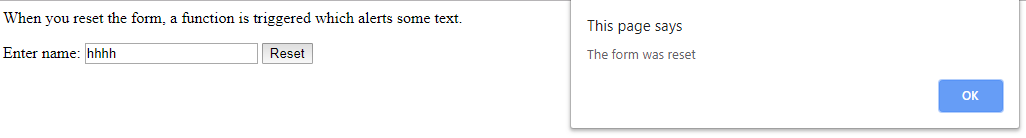 When you reset the form, a function is triggered which alerts some text.
Enter name: hhhh Reset
This page says
The form was reset
OK